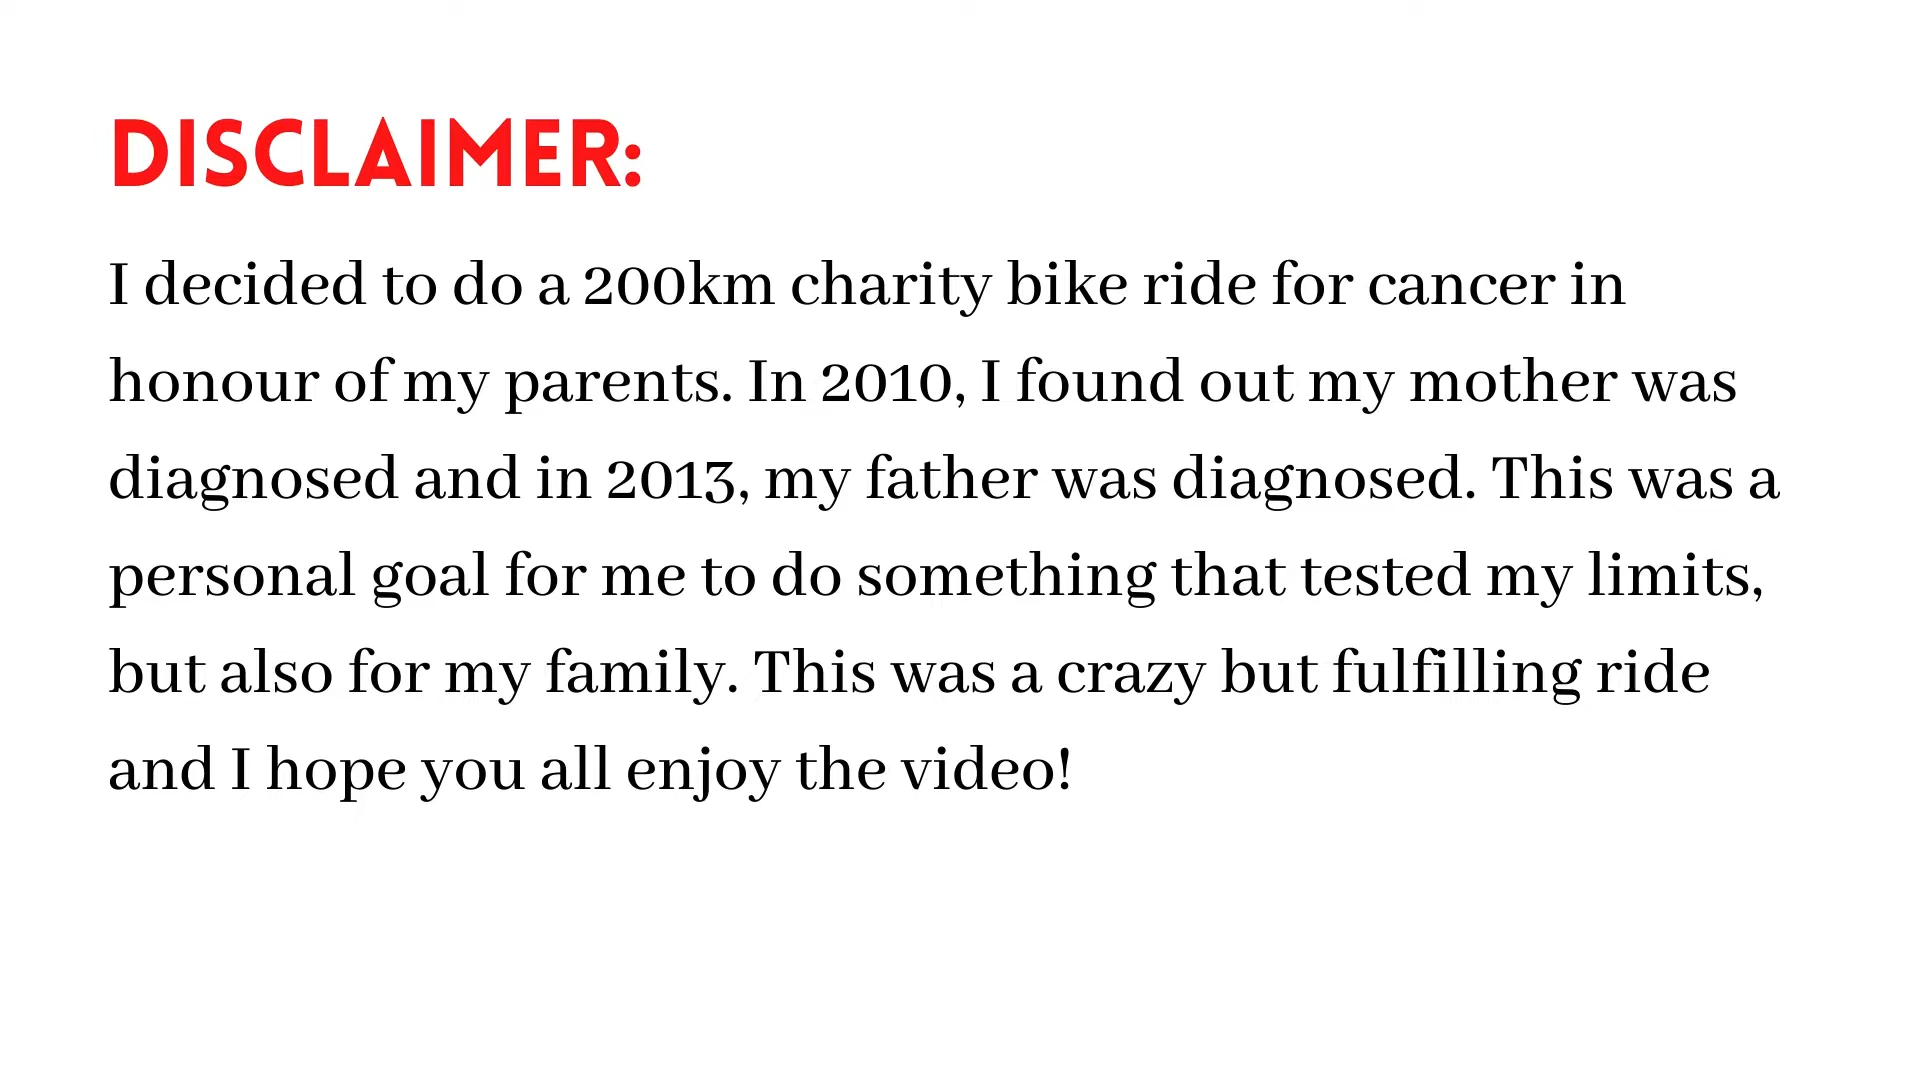 DISCLAIMER:
I decided to do a 200km charity bike ride for cancer in
honour of my parents. In 2010, I found out my mother was
diagnosed and in 2013, my father was diagnosed. This was a
personal goal for me to do something that tested my limits,
but also for my family. This was a crazy but fulfilling ride
and I hope you all enjoy the video!